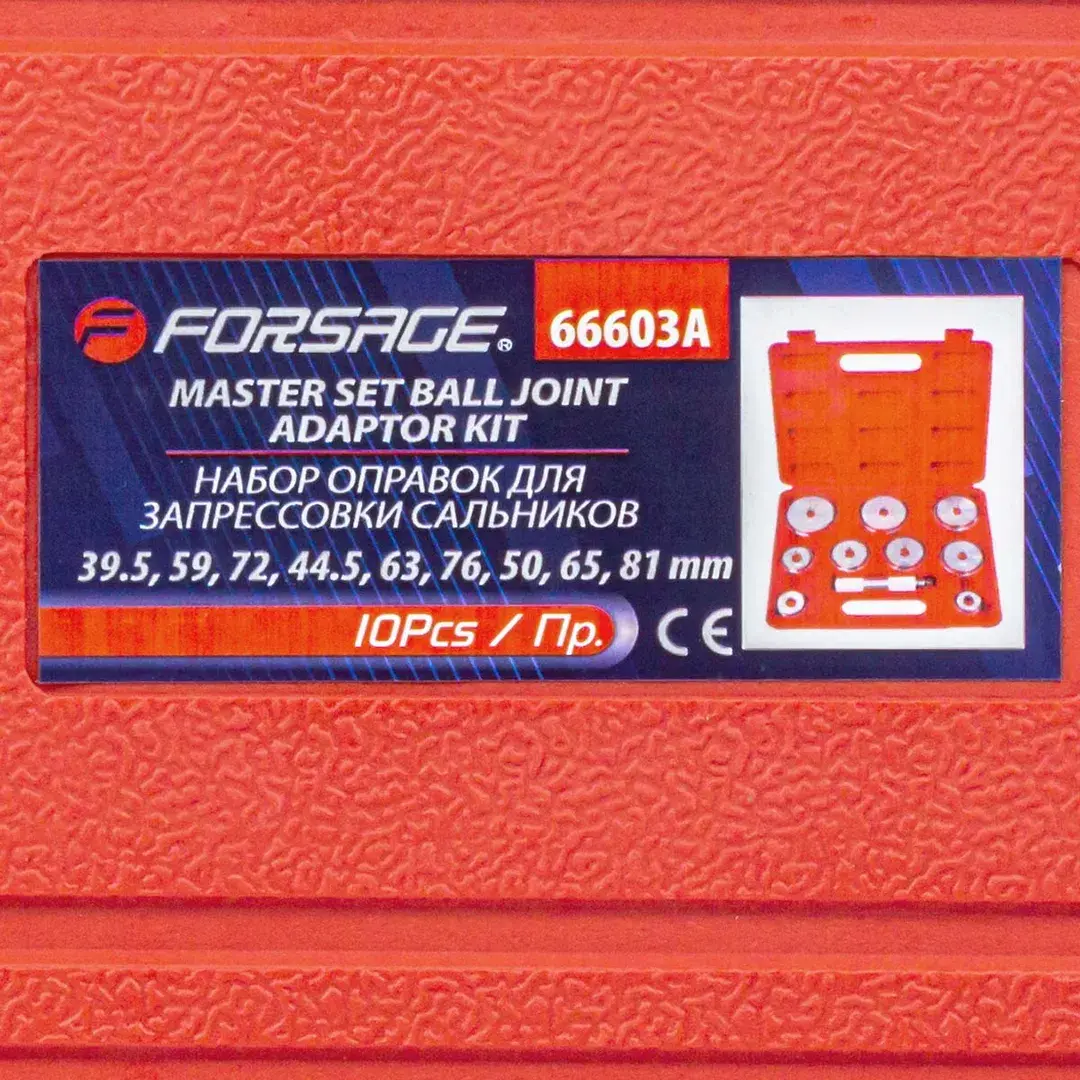 FORSAGE®
66603A
MASTER SET BALL JOINT
ADAPTOR KIT
НАБОР ОПРАВОК ДЛЯ
ЗАПРЕССОВКИ САЛЬНИКОВ
39.5, 59, 72, 44.5, 63, 76, 50, 65, 81 mm
10Pcs / Пр.
CE